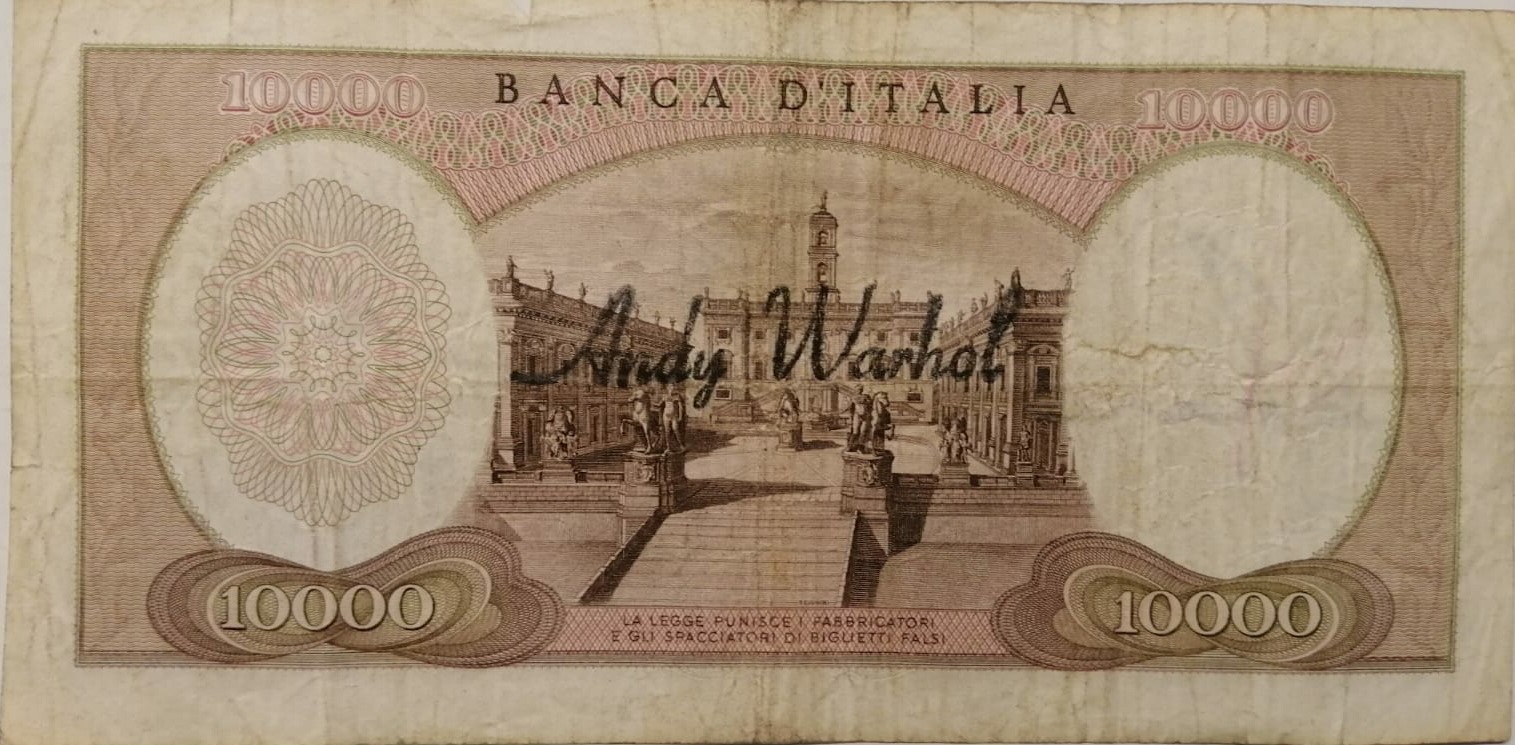 10000 BANCA D'ITALIA 10000
Andy Warhol
10000 10000
LA LEGGE PUNISCE I FABBRICATORI
E GLI SPACCIATORI DI BIGLIETTI FALSI